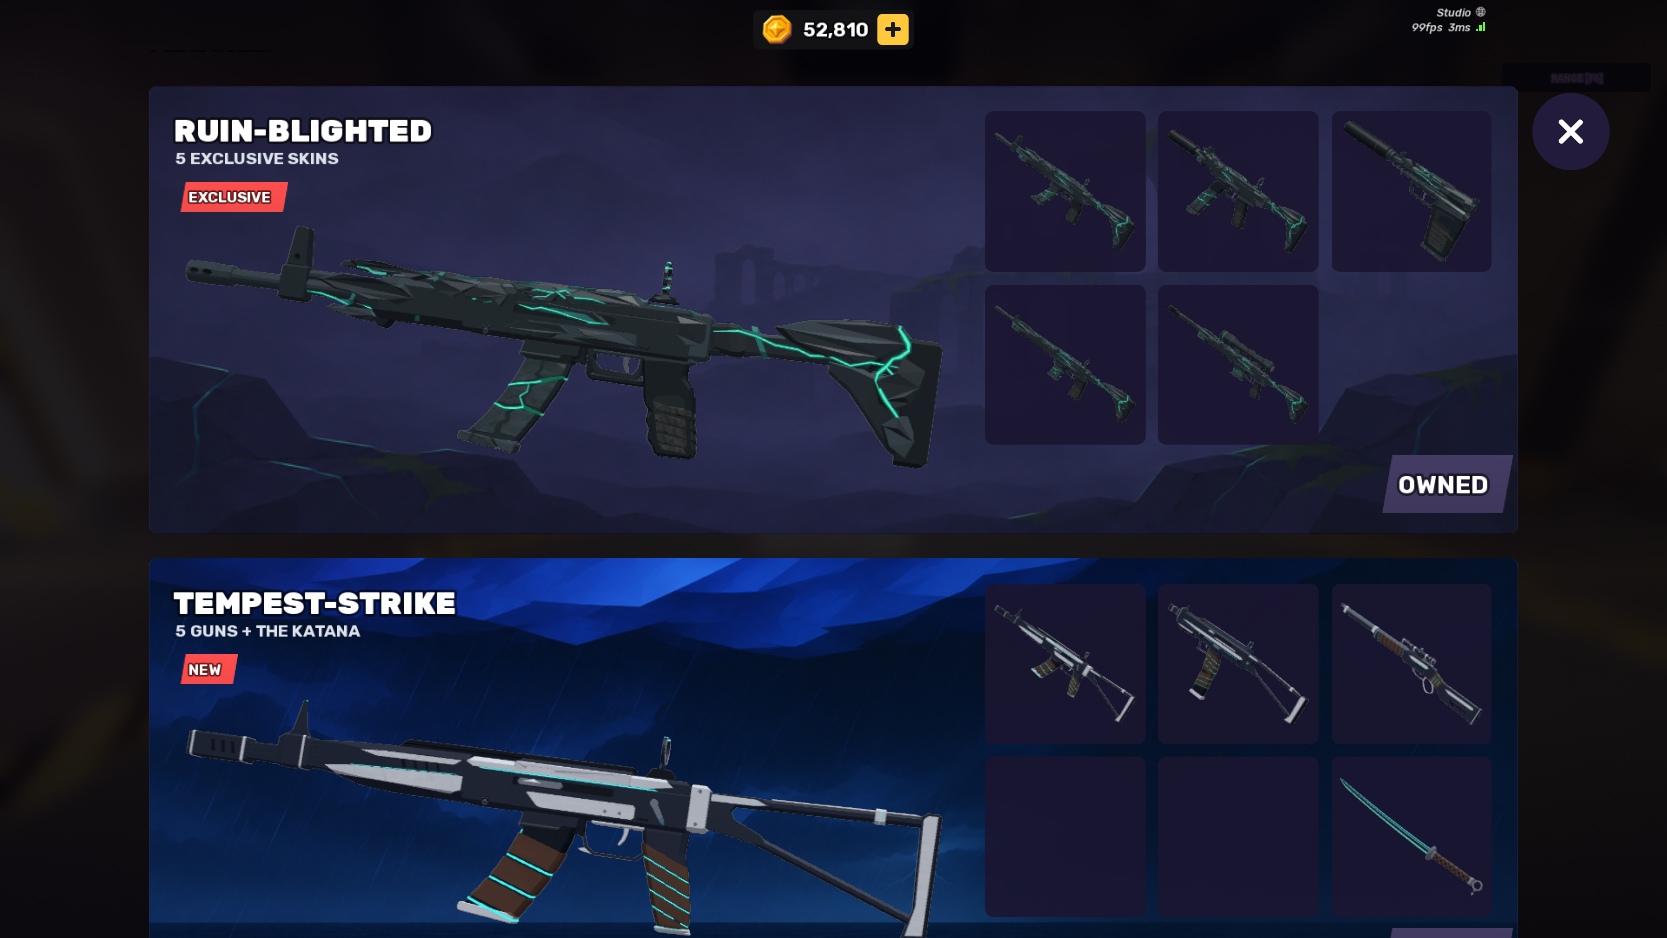 52,810 +
Studio
99fps 3ms
RUIN-BLIGHTED
5 EXCLUSIVE SKINS
EXCLUSIVE
OWNED
TEMPEST-STRIKE
5 GUNS + THE KATANA
NEW